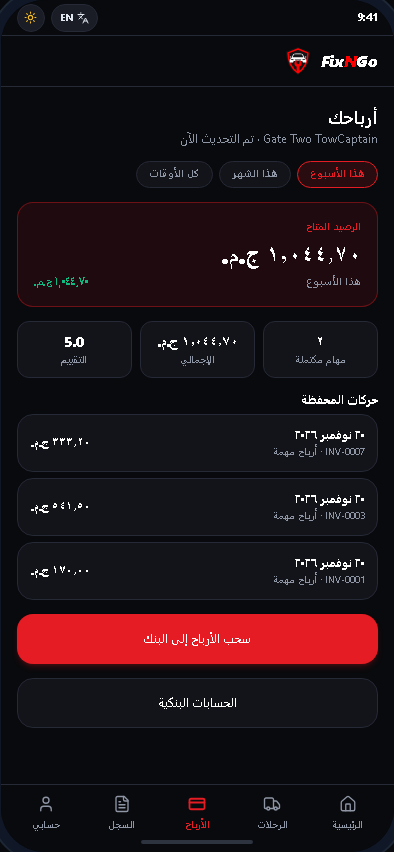 9:41
EN
FixNGo
أرباحك
Gate Two TowCaptain · تم التحديث الآن
هذا الأسبوع
هذا الشهر
كل الأوقات
الرصيد المتاح
١,٠٤٤,٧٠ ج.م.
هذا الأسبوع
١,٠٤٤,٧٠ ج.م.
٢
مهام مكتملة
١,٠٤٤,٧٠ ج.م.
الإجمالي
5.0
التقييم
حركات المحفظة
٢٠ نوفمبر ٢٠٢٦
INV-0007 · أرباح مهمة
٣٣٣,٢٠ ج.م.
٢٠ نوفمبر ٢٠٢٦
INV-0003 · أرباح مهمة
٥٤١,٥٠ ج.م.
٢٠ نوفمبر ٢٠٢٦
INV-0001 · أرباح مهمة
١٧٠,٠٠ ج.م.
سحب الأرباح إلى البنك
الحسابات البنكية
الرئيسية
الرحلات
الأرباح
السجل
حسابي